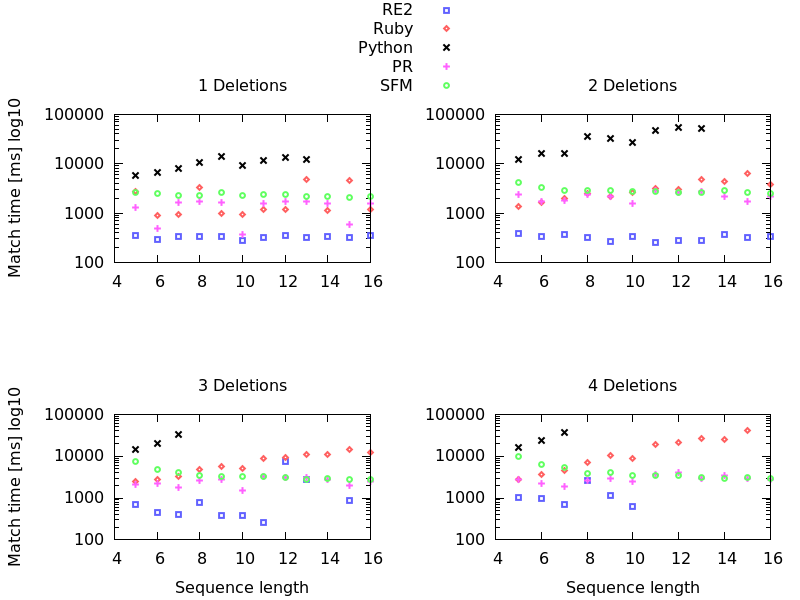 RE2
Ruby
Python
PR
SFM
1 Deletions
2 Deletions
Match time [ms] log10
100000
10000
1000
100
4 6 8 10 12 14 16
100000
10000
1000
100
4 6 8 10 12 14 16
3 Deletions
4 Deletions
Match time [ms] log10
100000
10000
1000
100
4 6 8 10 12 14 16
Sequence length
100000
10000
1000
100
4 6 8 10 12 14 16
Sequence length